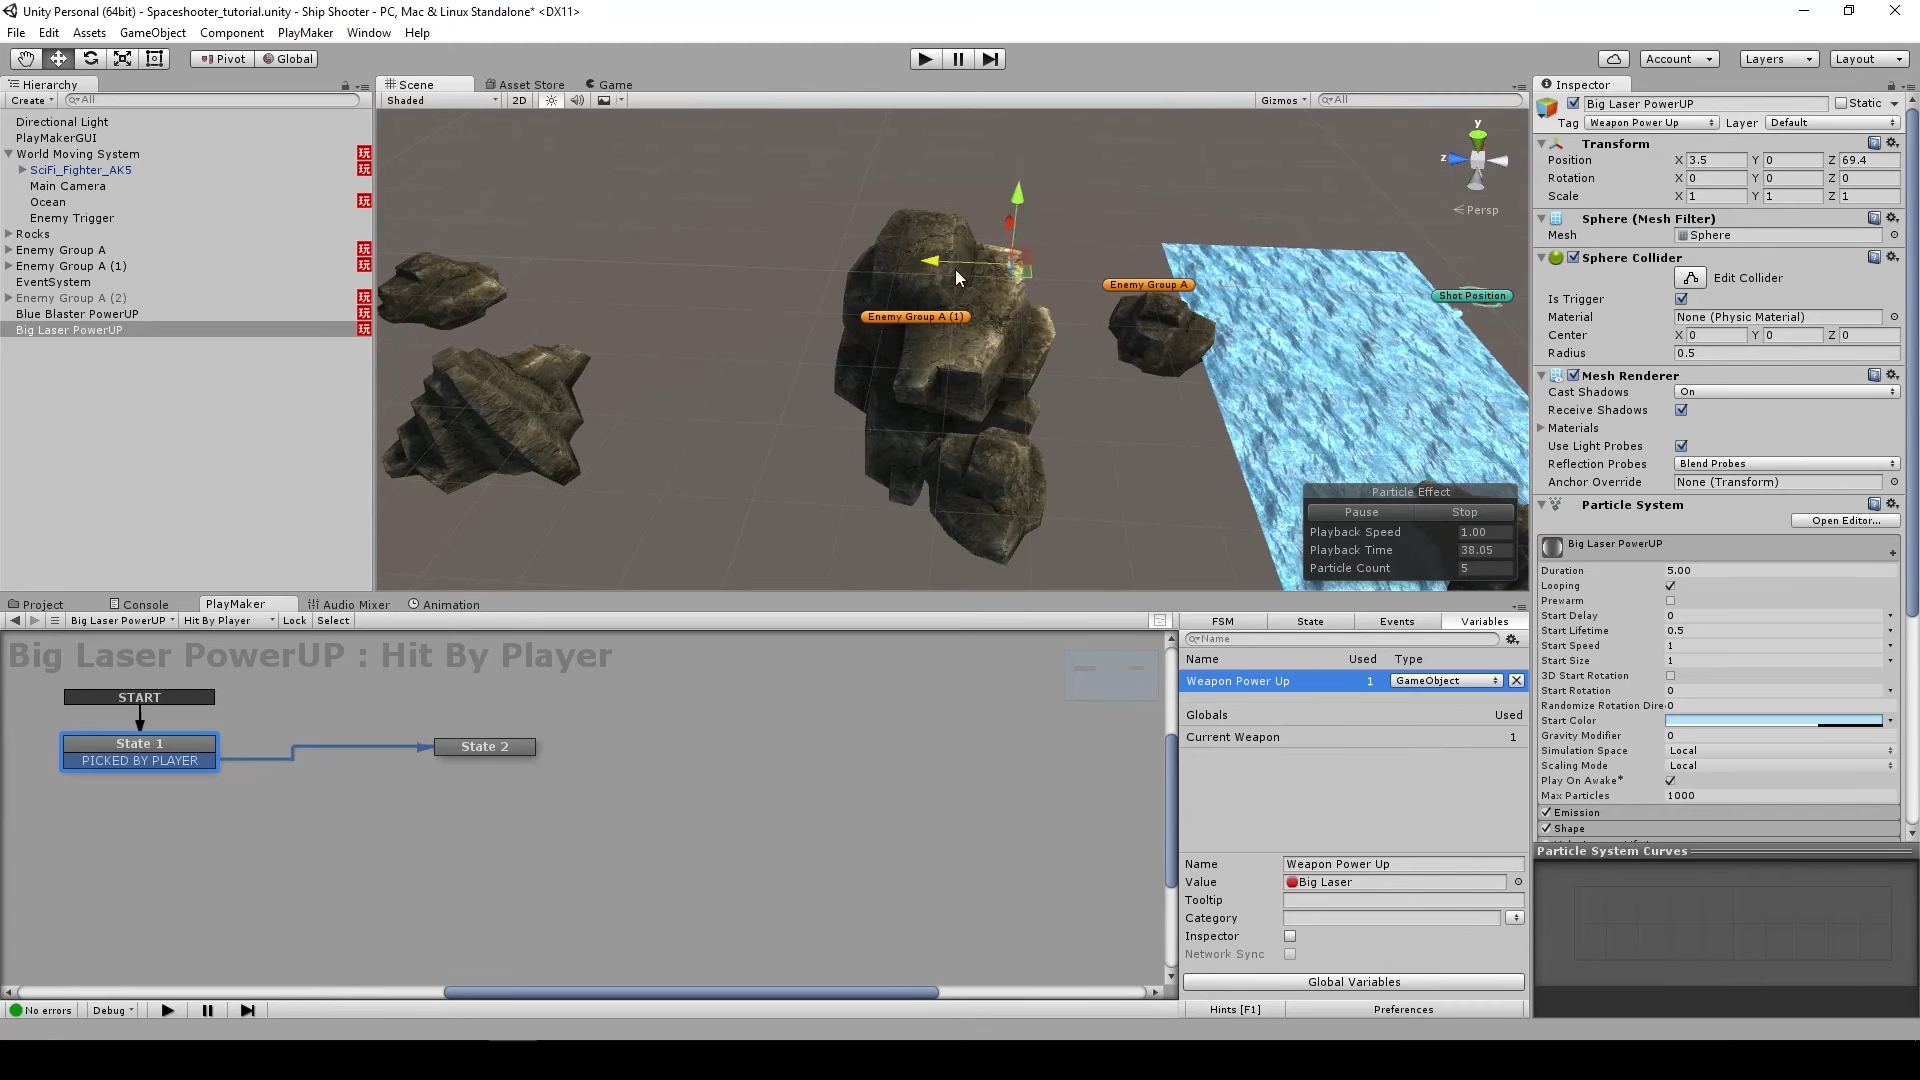 Unity Personal (64bit) - Spaceshooter_tutorial.unity - Ship Shooter - PC, Mac & Linux Standalone* <DX11>
File Edit Assets GameObject Component PlayMaker Window Help
Pivot Global Account Layers Layout
Hierarchy
Create All
Directional Light
PlayMakerGUI
World Moving System
SciFi_Fighter_AK5
Main Camera
Ocean
Enemy Trigger
Rocks
Enemy Group A
Enemy Group A (1)
EventSystem
Enemy Group A (2)
Blue Blaster PowerUP
Big Laser PowerUP
玩
玩
玩
玩
玩
玩
玩
玩
Scene Asset Store Game
Shaded 2D Gizmos All
y
z
Persp
Enemy Group A
Enemy Group A (1)
Shot Position
Particle Effect
Pause Stop
Playback Speed 1.00
Playback Time 38.05
Particle Count 5
Inspector
Big Laser PowerUP Static
Tag Weapon Power Up Layer Default
Transform
Position X 3.5 Y 0 Z 69.4
Rotation X 0 Y 0 Z 0
Scale X 1 Y 1 Z 1
Sphere (Mesh Filter)
Mesh Sphere
Sphere Collider
Edit Collider
Is Trigger
Material None (Physic Material)
Center X 0 Y 0 Z 0
Radius 0.5
Mesh Renderer
Cast Shadows On
Receive Shadows
Materials
Use Light Probes
Reflection Probes Blend Probes
Anchor Override None (Transform)
Particle System
Open Editor...
Big Laser PowerUP
Duration 5.00
Looping
Prewarm
Start Delay 0
Start Lifetime 0.5
Start Speed 1
Start Size 1
3D Start Rotation
Start Rotation 0
Randomize Rotation Dire 0
Start Color
Gravity Modifier 0
Simulation Space Local
Scaling Mode Local
Play On Awake*
Max Particles 1000
Emission
Shape
Particle System Curves
Project Console PlayMaker Audio Mixer Animation
Big Laser PowerUP Hit By Player Lock Select
Big Laser PowerUP : Hit By Player
START
State 1
PICKED BY PLAYER
State 2
FSM State Events Variables
Name
Name Used Type
Weapon Power Up 1 GameObject
Globals Used
Current Weapon 1
Name Weapon Power Up
Value Big Laser
Tooltip
Category
Inspector
Network Sync
Global Variables
No errors Debug Hints [F1] Preferences